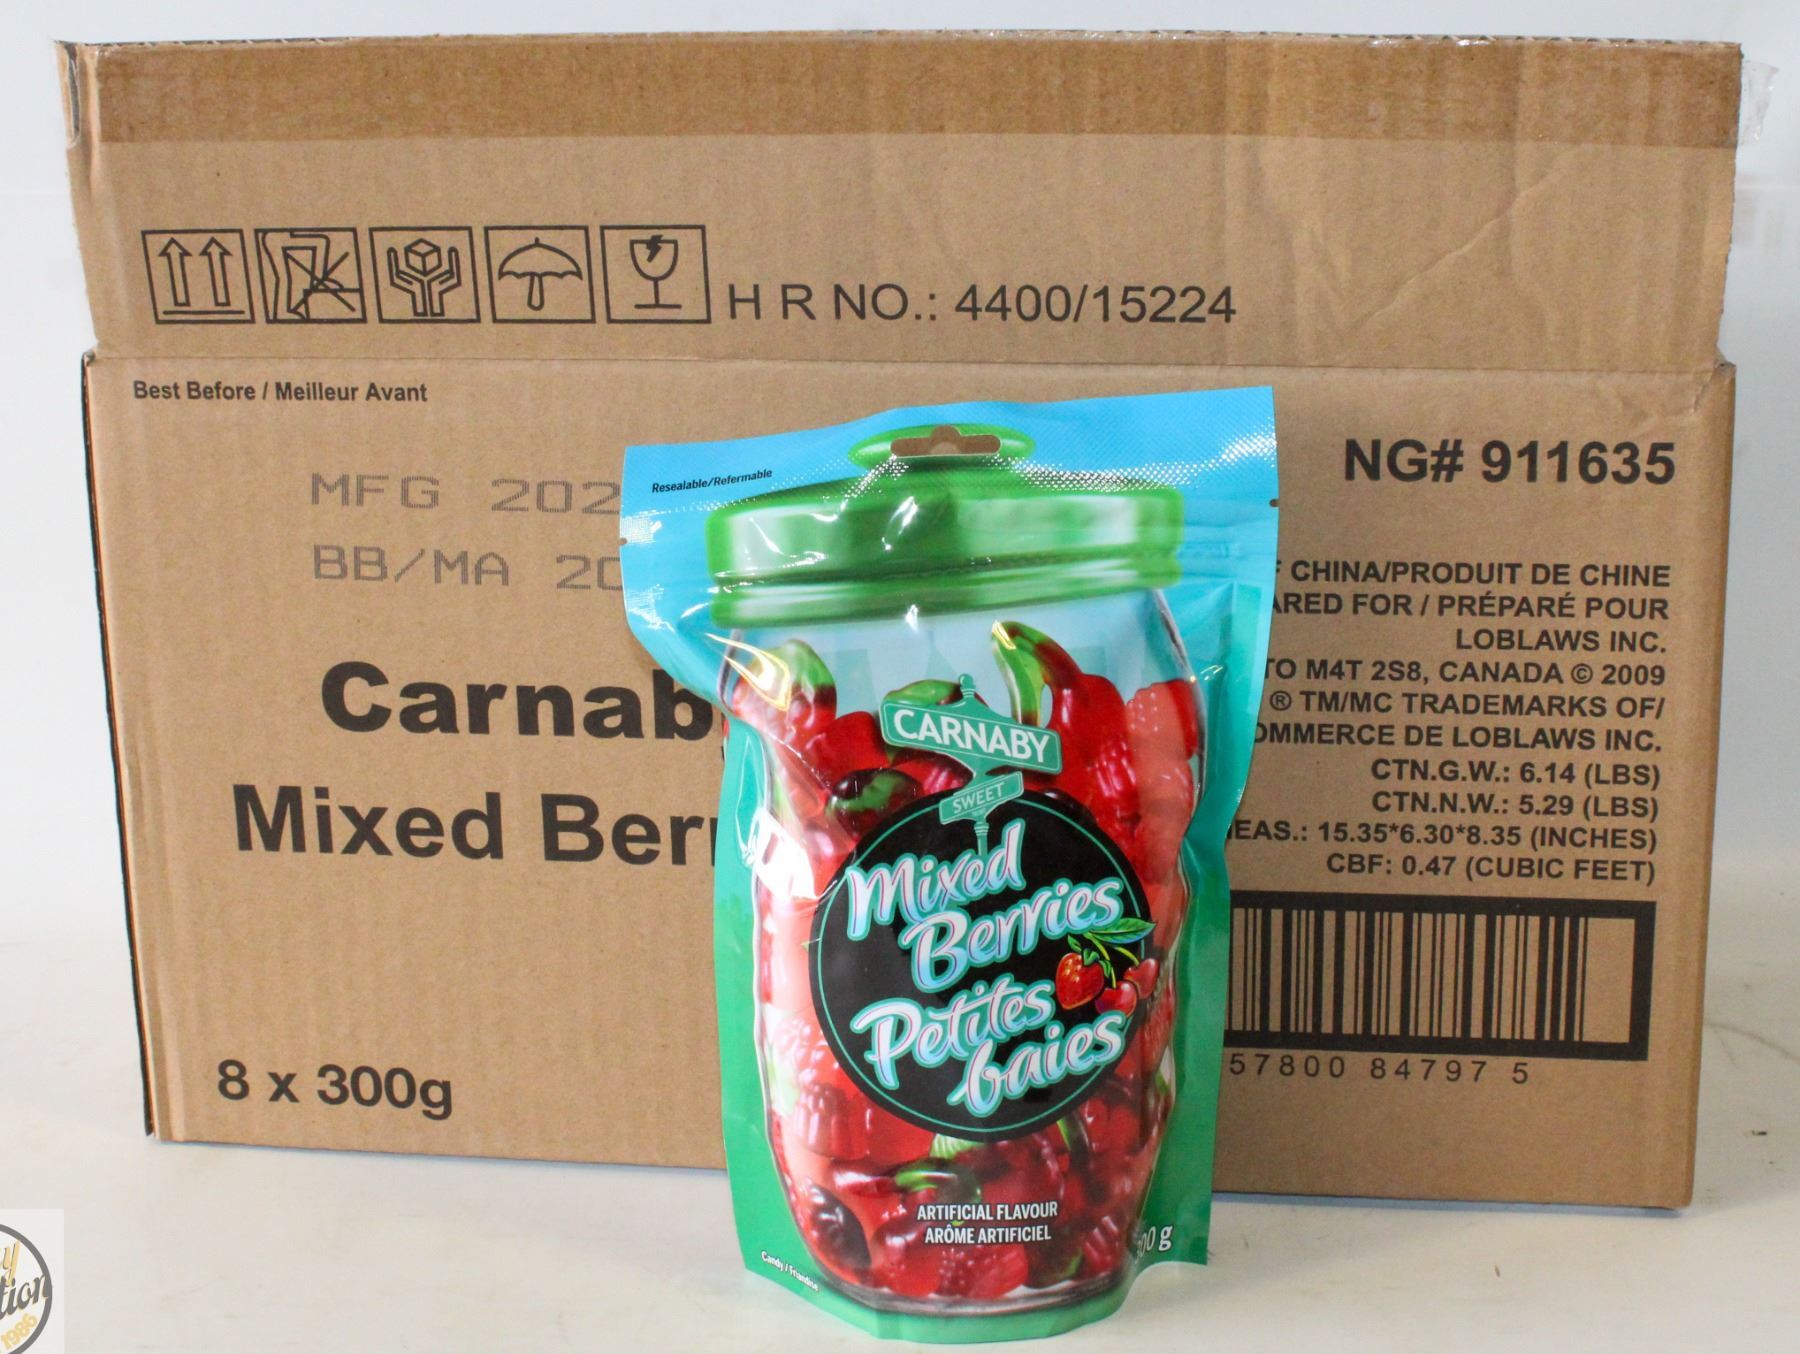 H R NO.: 4400/15224
Best Before / Meilleur Avant
MFG 202
BB/MA 20
NG# 911635
CHINA/PRODUIT DE CHINE
FOR / PRÉPARÉ POUR
LOBLAWS INC.
TO M4T 2S8, CANADA © 2009
® TM/MC TRADEMARKS OF/
DE LOBLAWS INC.
CTN.G.W.: 6.14 (LBS)
CTN.N.W.: 5.29 (LBS)
15.35*6.30*8.35 (INCHES)
CBF: 0.47 (CUBIC FEET)
57800 84797 5
Carnab
Mixed Ber
8 x 300g
Resealable/Refermable
CARNABY
SWEET
Mixed
Berries
Petites
baies
ARTIFICIAL FLAVOUR
ARÔME ARTIFICIEL
Candy / Friandise
00 g
tion
1986